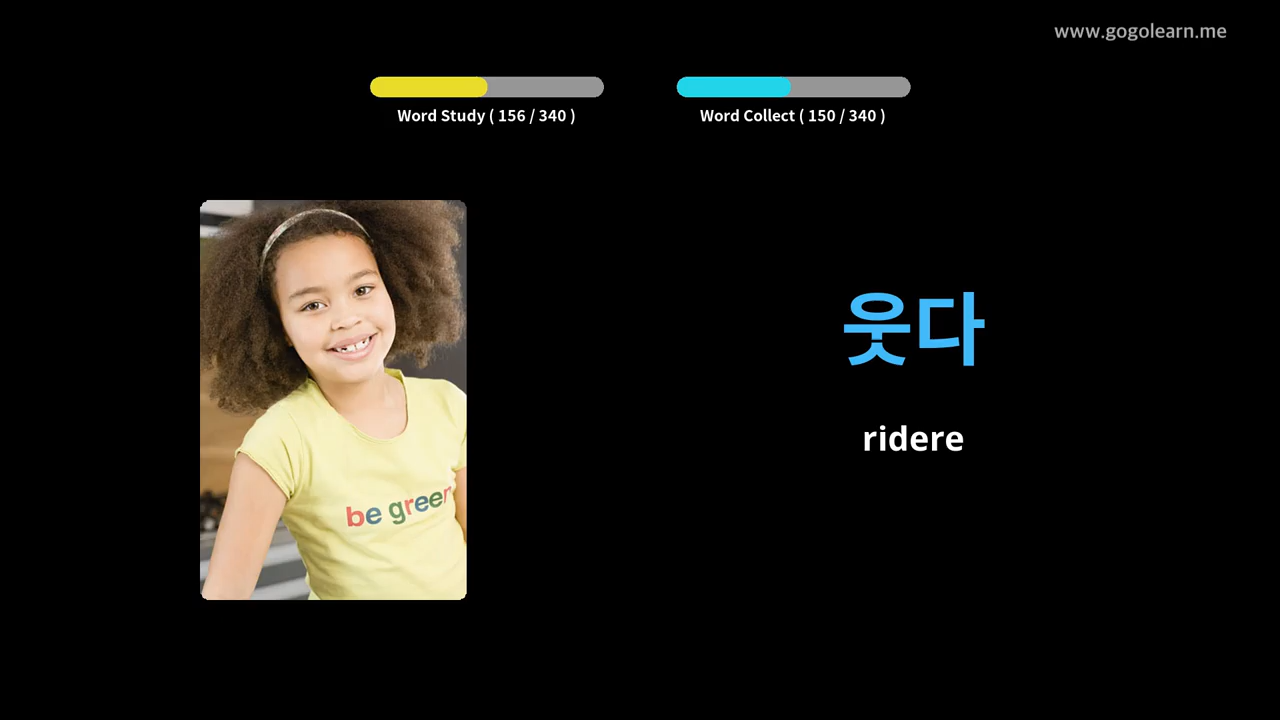 www.gogolearn.me
Word Study ( 156 / 340 )
Word Collect ( 150 / 340 )
웃다
ridere
be green